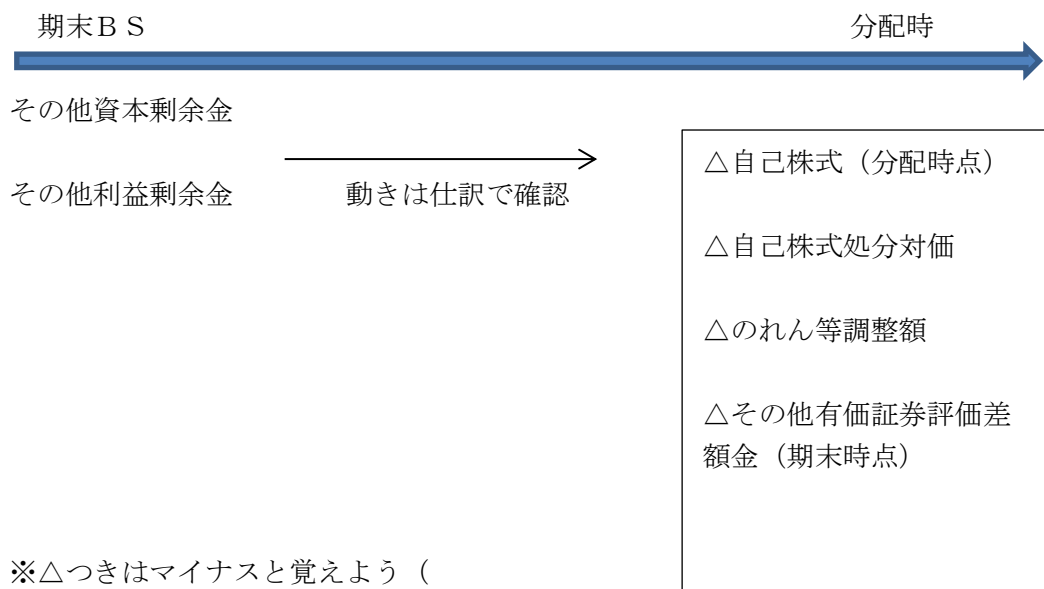 期末ＢＳ
分配時
その他資本剰余金
その他利益剰余金
動きは仕訳で確認
△自己株式（分配時点）
△自己株式処分対価
△のれん等調整額
△その他有価証券評価差
額金（期末時点）
※△つきはマイナスと覚えよう（